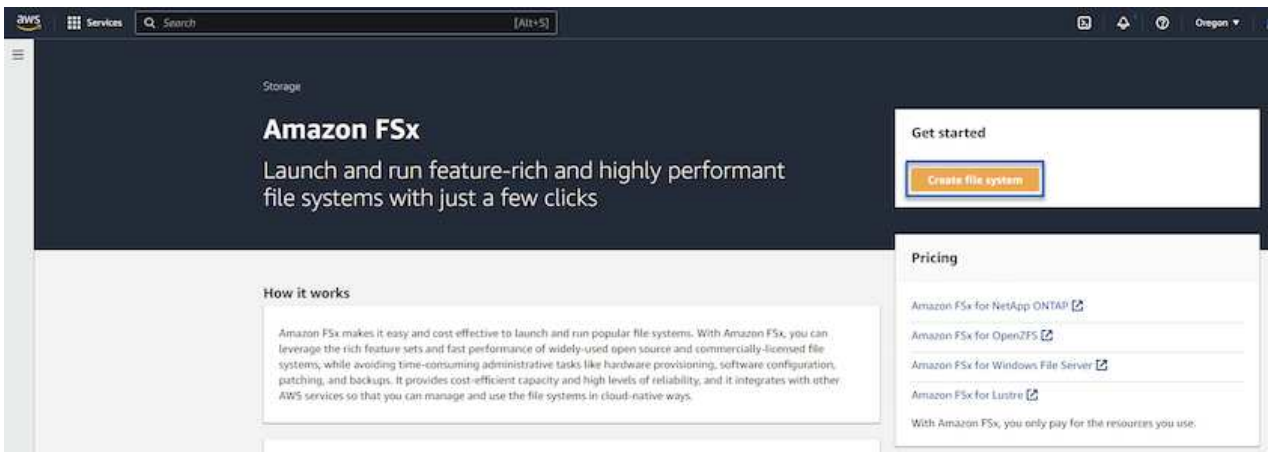 aws
Services
Search
[Alt+S]
Oregon
Storage
Amazon FSx
Launch and run feature-rich and highly performant
file systems with just a few clicks
Get started
Create file system
Pricing
Amazon FSx for NetApp ONTAP
Amazon FSx for OpenZFS
Amazon FSx for Windows File Server
Amazon FSx for Lustre
With Amazon FSx, you only pay for the resources you use.
How it works
Amazon FSx makes it easy and cost effective to launch and run popular file systems. With Amazon FSx, you can
leverage the rich feature sets and fast performance of widely-used open source and commercially-licensed file
systems, while avoiding time-consuming administrative tasks like hardware provisioning, software configuration,
patching, and backups. It provides cost-efficient capacity and high levels of reliability, and it integrates with other
AWS services so that you can manage and use the file systems in cloud-native ways.